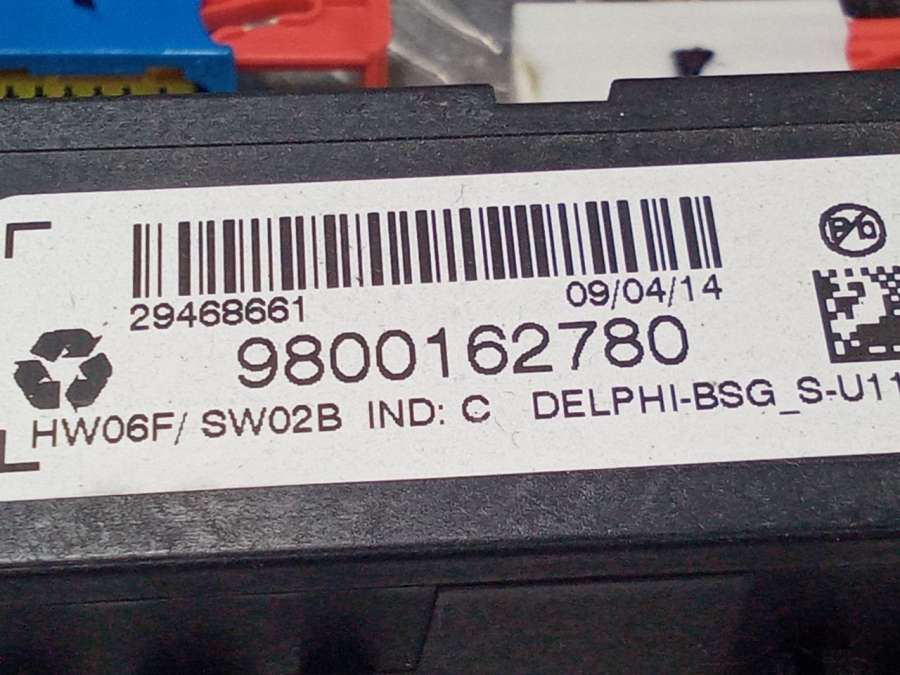 29468661 09/04/14
9800162780
HW06F/ SW02B IND: C DELPHI-BSG_S-U11